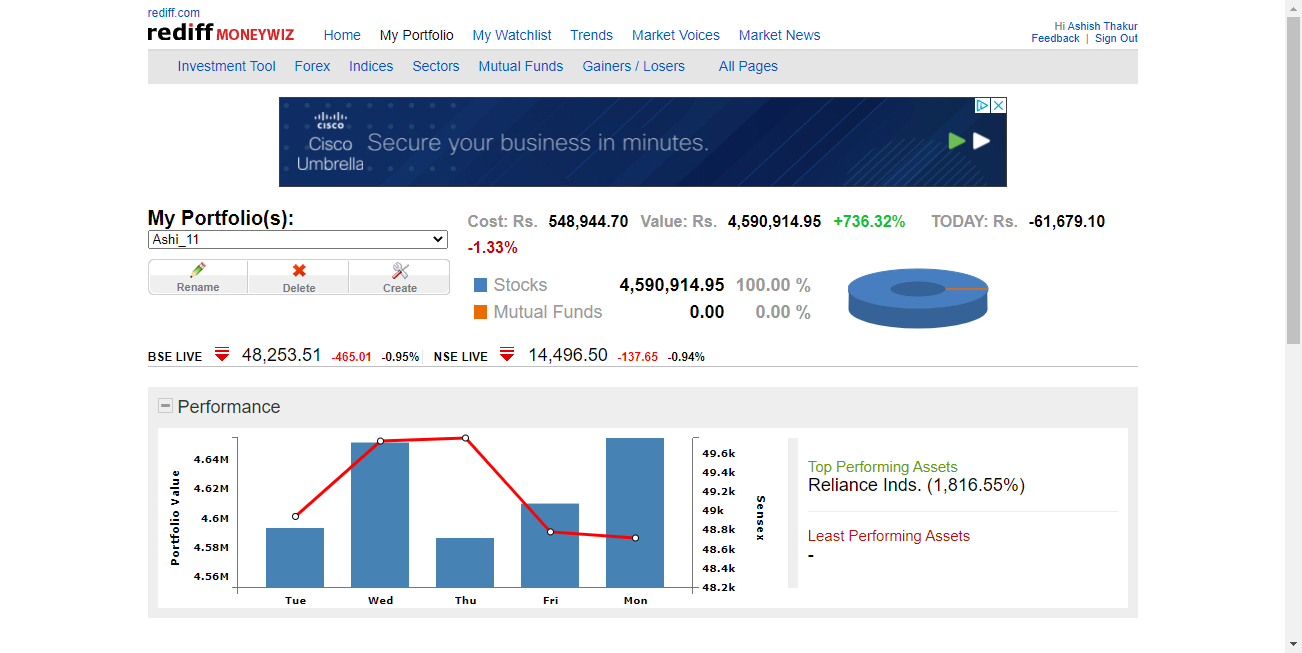 rediff.com
rediff MONEYWIZ
Home My Portfolio My Watchlist Trends Market Voices Market News
Hi Ashish Thakur
Feedback | Sign Out
Investment Tool Forex Indices Sectors Mutual Funds Gainers / Losers All Pages
CISCO
Cisco
Umbrella
Secure your business in minutes.
My Portfolio(s):
Ashi_11
Rename Delete Create
Cost: Rs. 548,944.70 Value: Rs. 4,590,914.95 +736.32% TODAY: Rs. -61,679.10
-1.33%
Stocks 4,590,914.95 100.00 %
Mutual Funds 0.00 0.00 %
BSE LIVE 48,253.51 -465.01 -0.95% NSE LIVE 14,496.50 -137.65 -0.94%
Performance
Portfolio Value
4.64M
4.62M
4.6M
4.58M
4.56M
Tue Wed Thu Fri Mon
49.6k
49.4k
49.2k
49k
48.8k
48.6k
48.4k
48.2k
Sensex
Top Performing Assets
Reliance Inds. (1,816.55%)
Least Performing Assets
-